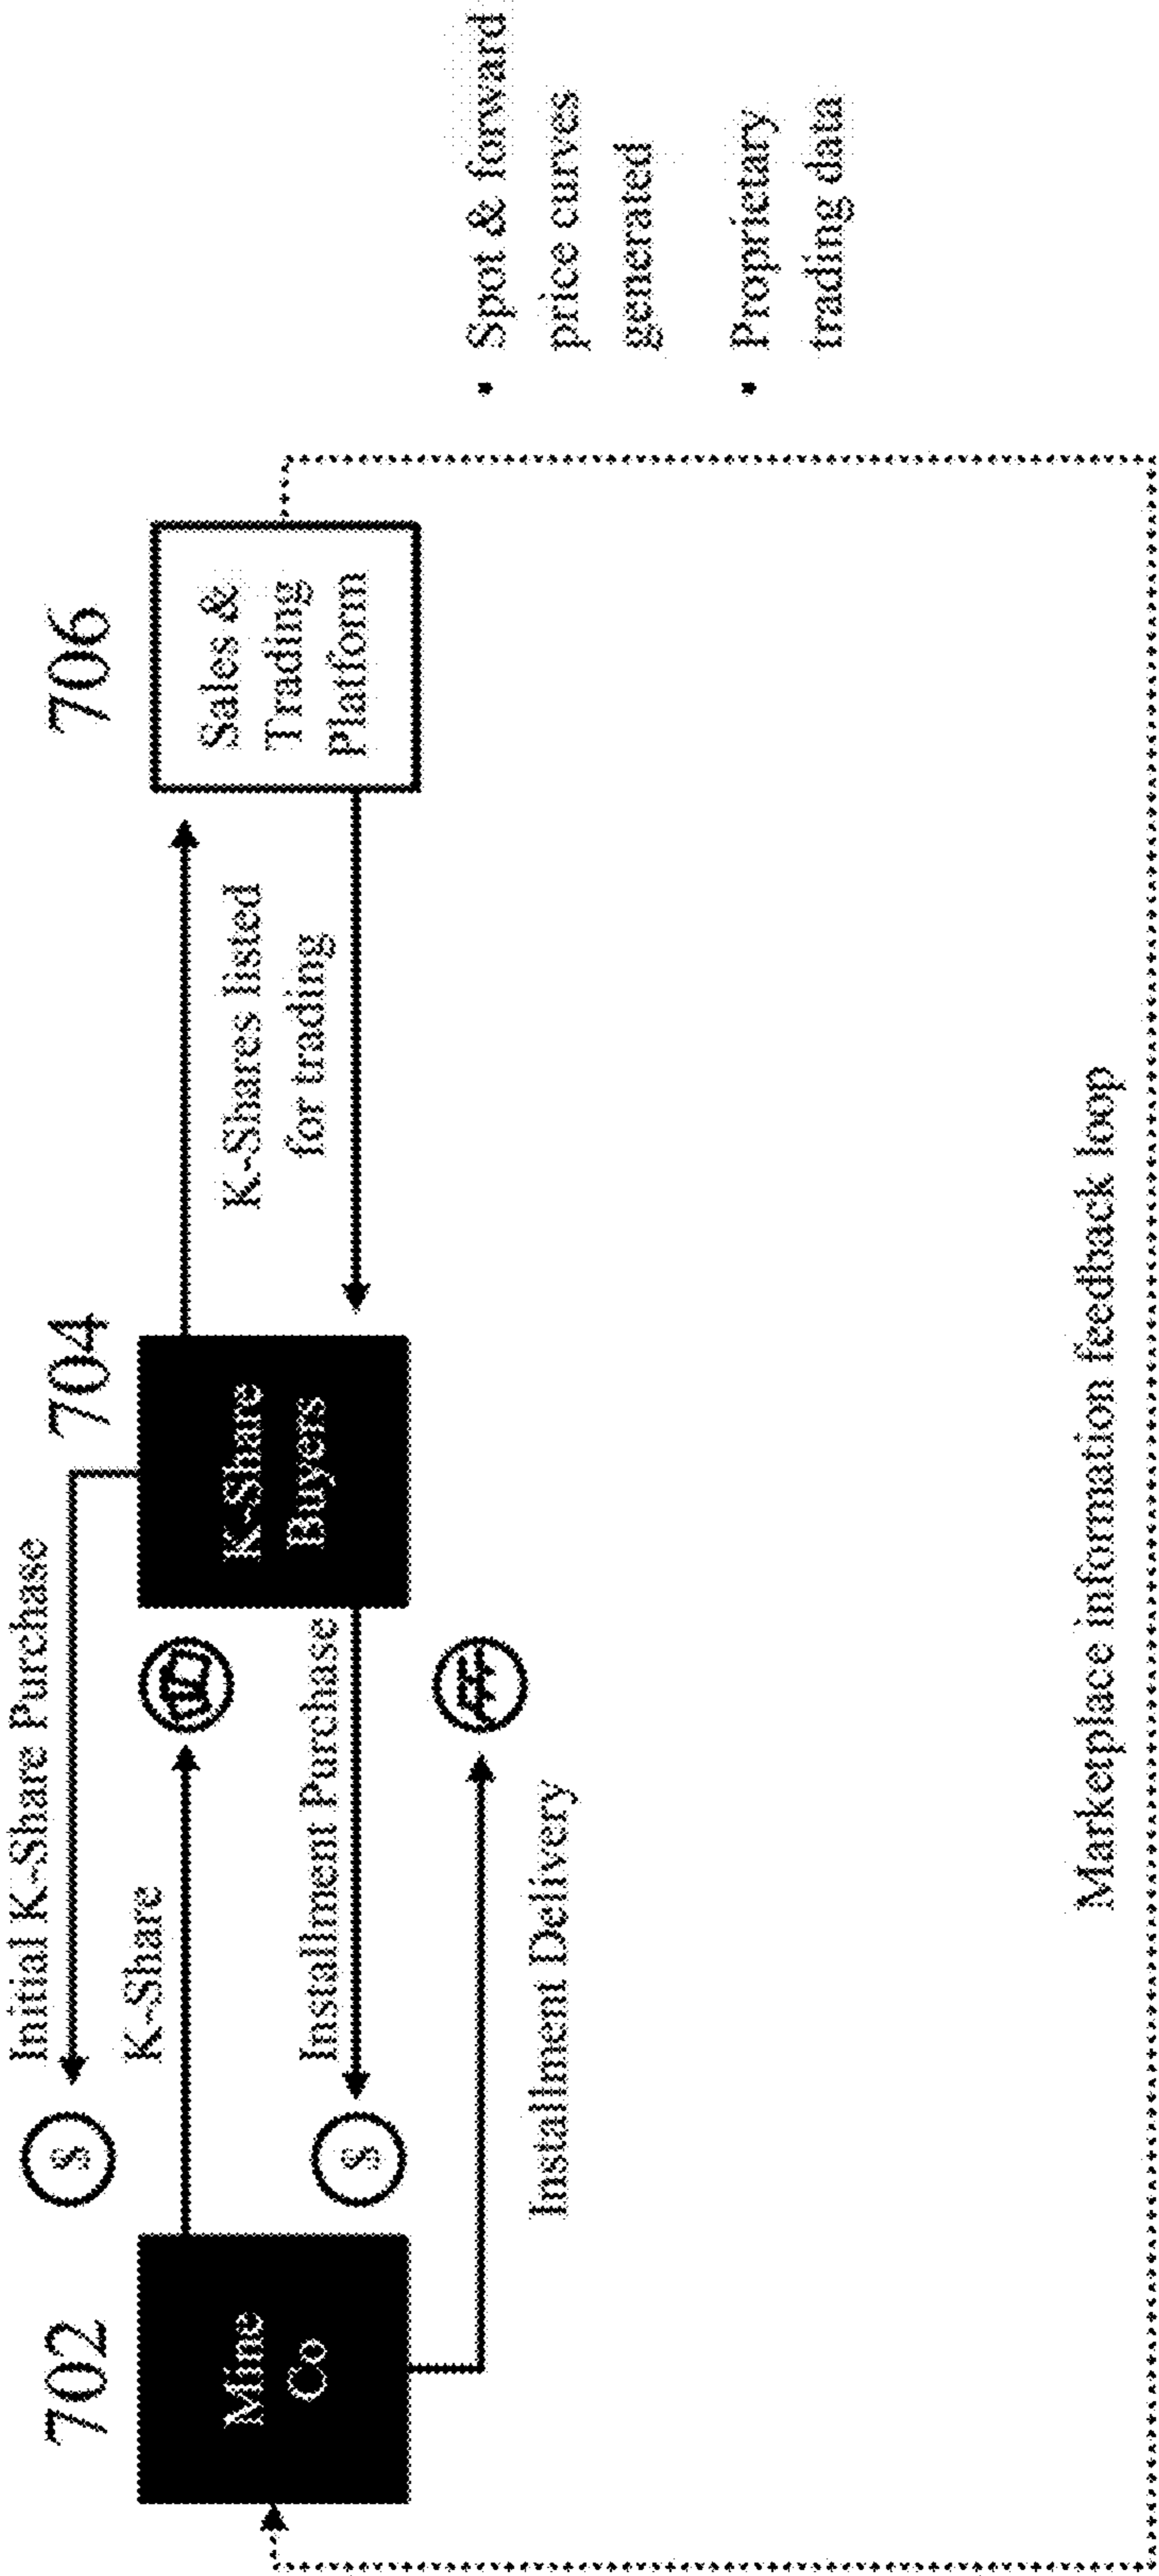 702
704
706
Initial K-Share Purchase
$
K-Share
Mine
Co
K-Share
Buyers
Sales &
Trading
Platform
K-Shares listed
for trading
Installment Purchase
$
Installment Delivery
• Spot & forward
price curves
generated
• Proprietary
trading data
Marketplace information feedback loop